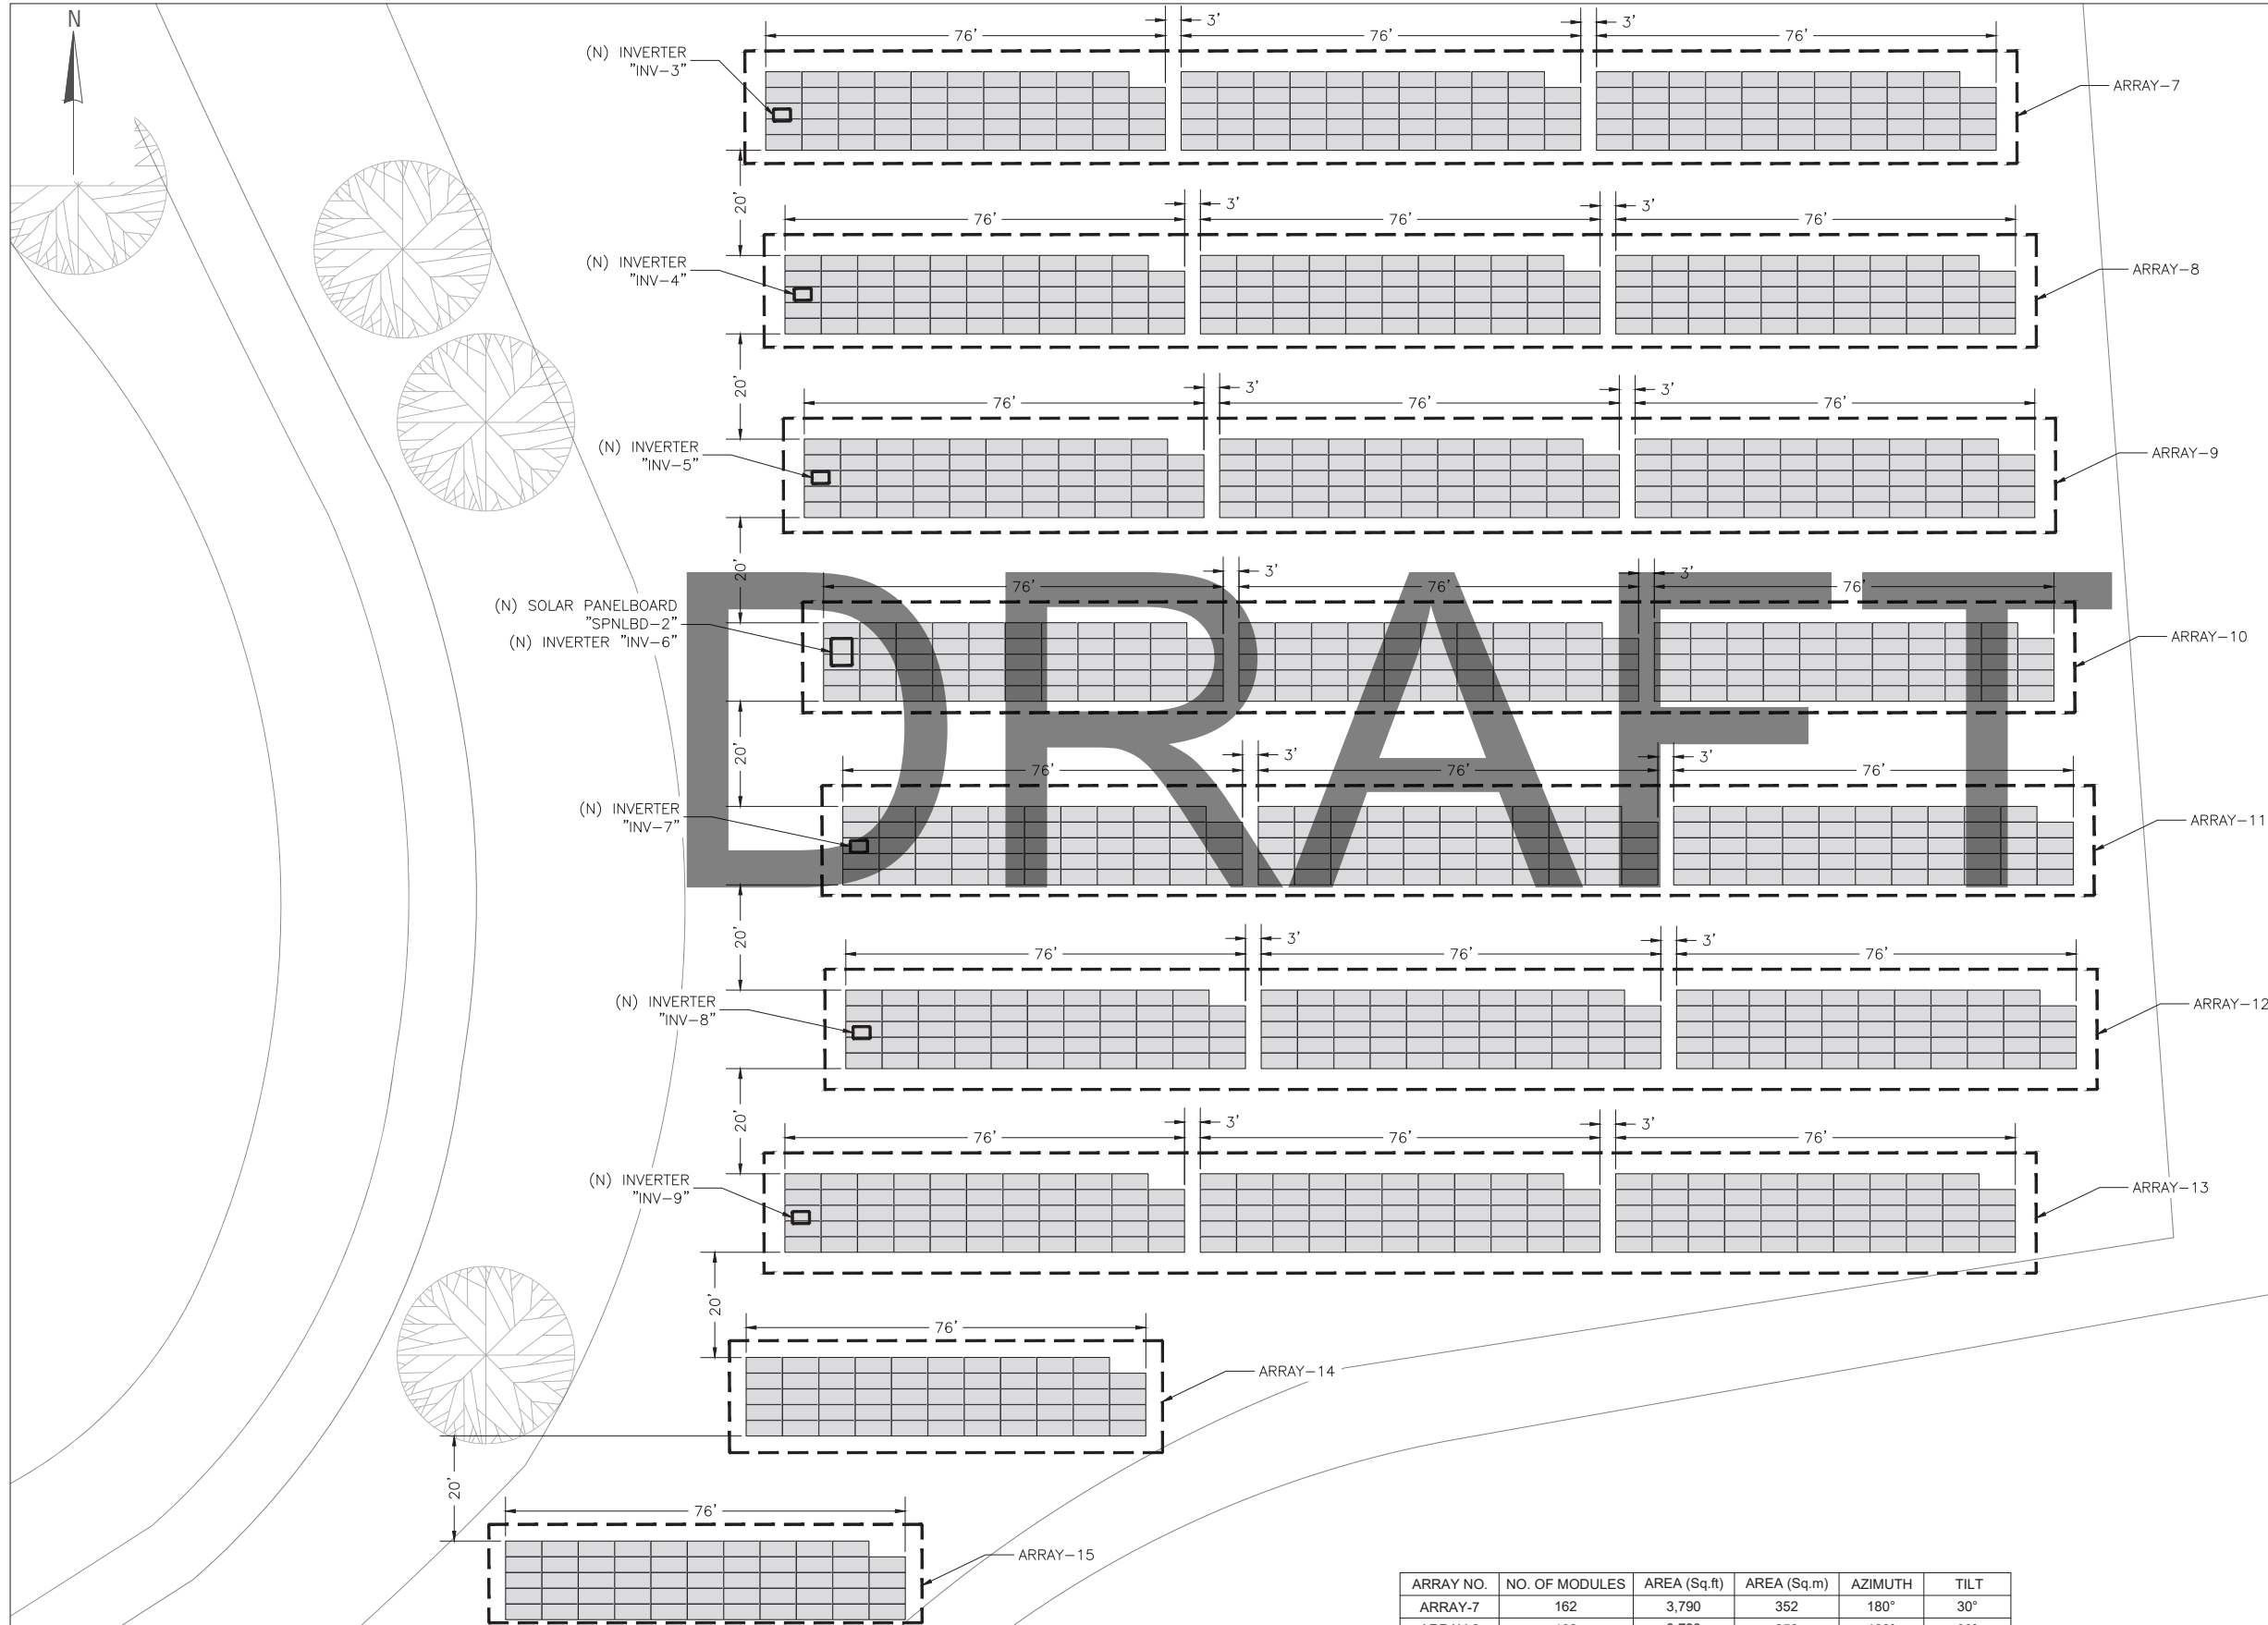 N
76' 3' 76' 3' 76'
(N) INVERTER
"INV-3"
ARRAY-7
20'
76' 3' 76' 3' 76'
(N) INVERTER
"INV-4"
ARRAY-8
20'
76' 3' 76' 3' 76'
(N) INVERTER
"INV-5"
ARRAY-9
20'
76' 3' 76' 3' 76'
(N) SOLAR PANELBOARD
"SPNLBD-2"
(N) INVERTER "INV-6"
ARRAY-10
DRAFT
20'
76' 3' 76' 3' 76'
(N) INVERTER
"INV-7"
ARRAY-11
20'
76' 3' 76' 3' 76'
(N) INVERTER
"INV-8"
ARRAY-12
20'
76' 3' 76' 3' 76'
(N) INVERTER
"INV-9"
ARRAY-13
20'
76'
ARRAY-14
20'
76'
ARRAY-15
ARRAY NO. NO. OF MODULES AREA (Sq.ft) AREA (Sq.m) AZIMUTH TILT
ARRAY-7 162 3,790 352 180° 30°